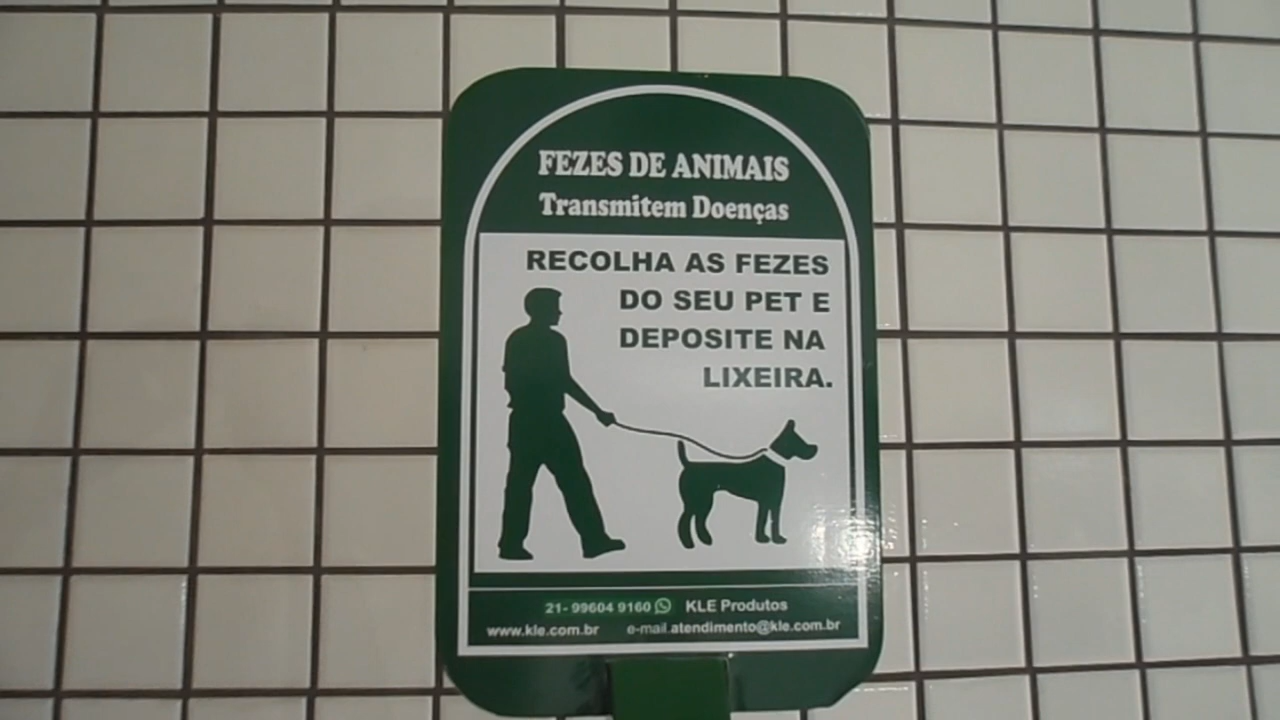 FEZES DE ANIMAIS
Transmitem Doenças
RECOLHA AS FEZES
DO SEU PET E
DEPOSITE NA
LIXEIRA.
21- 99604 9160 KLE Produtos
www.kle.com.br e-mail.atendimento@kle.com.br